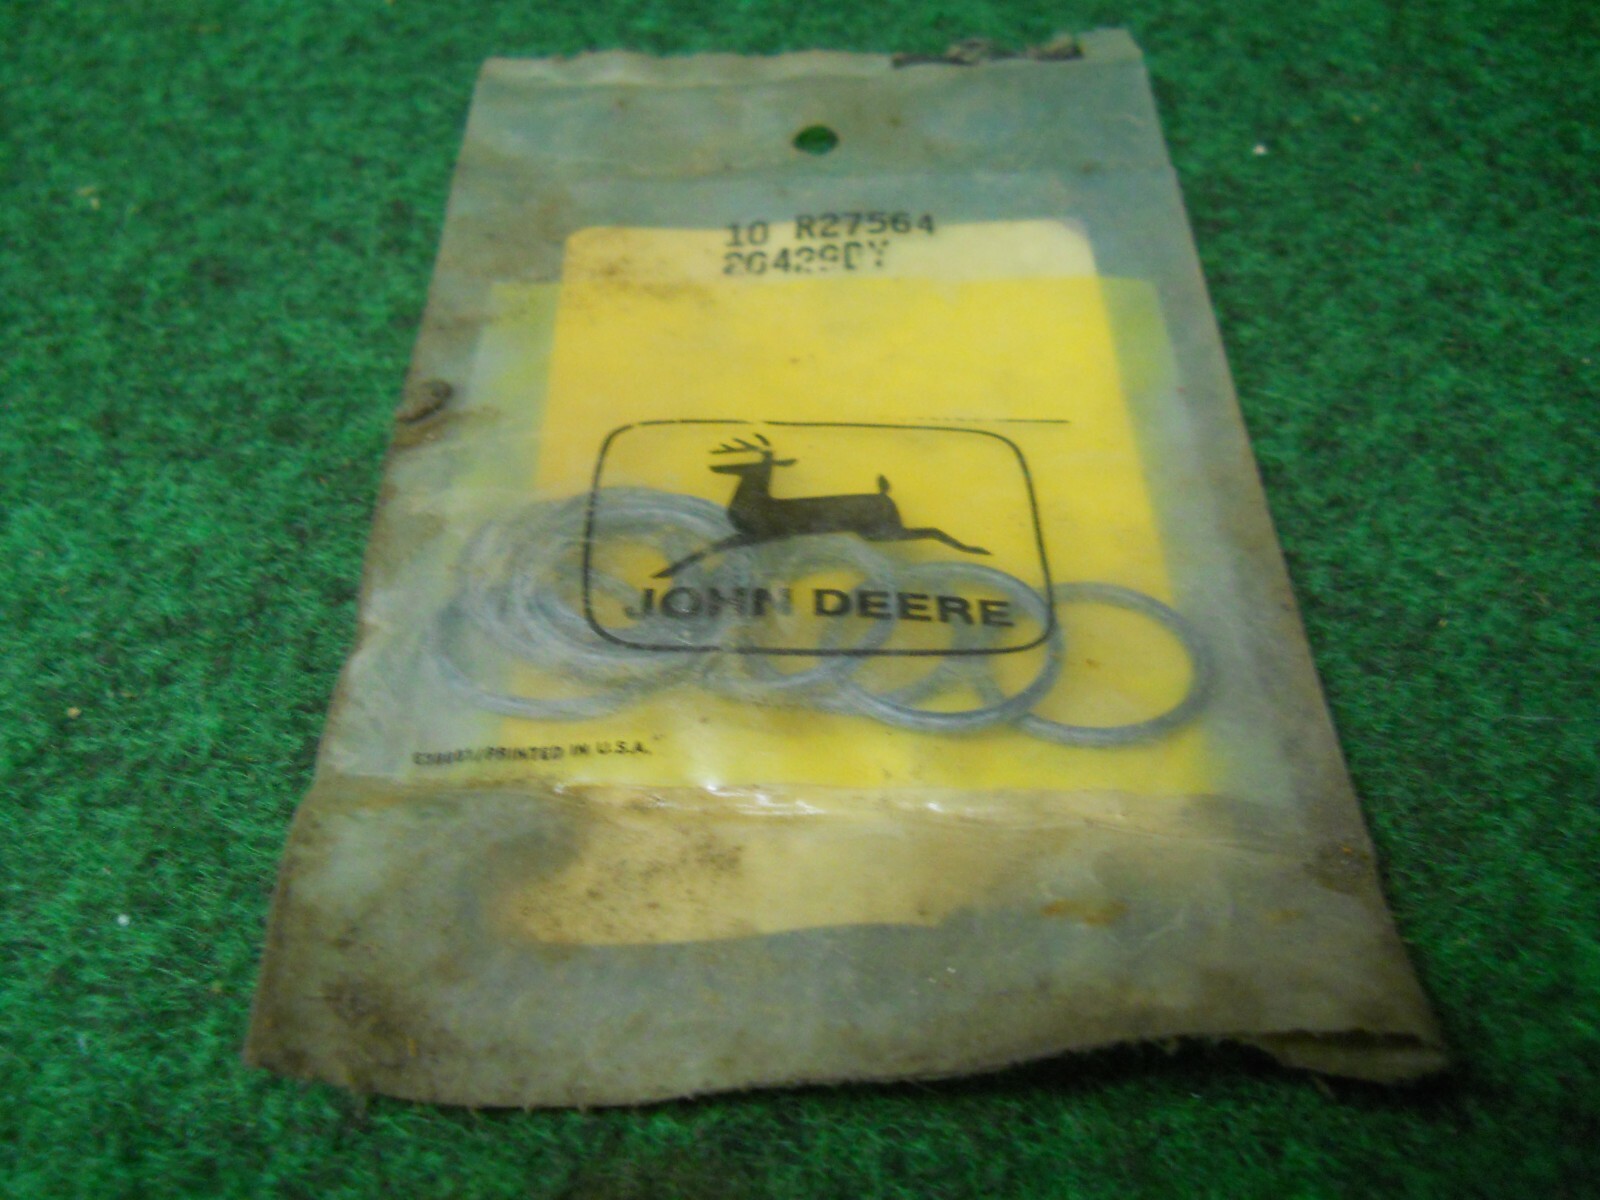 10 R27564
JOHN DEERE
PRINTED IN U.S.A.